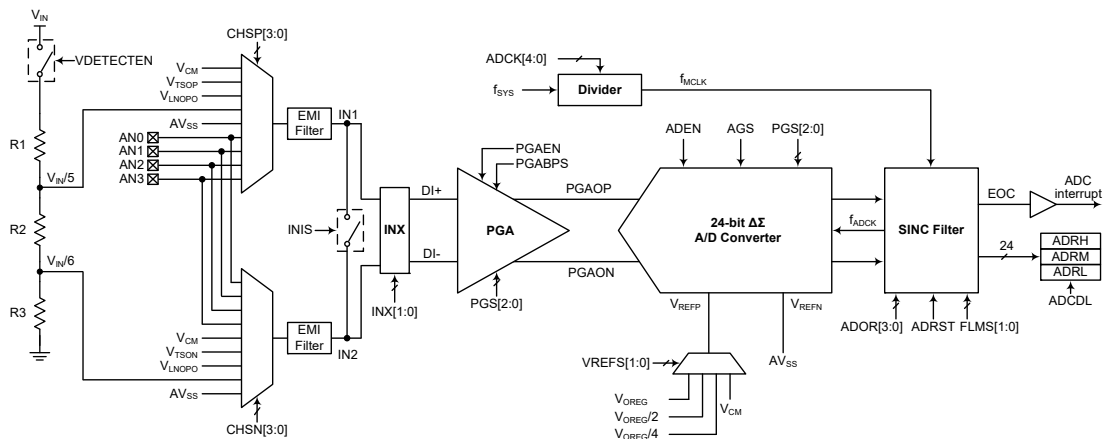 VIN
VDETECTEN
R1
VIN/5
R2
VIN/6
R3
CHSP[3:0]
VCM
VTSOP
VLNOPO
AVSS
AN0
AN1
AN2
AN3
EMI
Filter
IN1
INIS
INX
INX[1:0]
VCM
VTSON
VLNOPO
AVSS
CHSN[3:0]
EMI
Filter
IN2
DI+
DI-
PGAEN
PGABPS
PGA
PGS[2:0]
PGAOP
PGAON
ADCK[4:0]
fSYS
Divider
fMCLK
ADEN
AGS
PGS[2:0]
24-bit ΔΣ
A/D Converter
VREFP
VREFN
AVSS
VREFS[1:0]
VOREG
VOREG/2
VOREG/4
VCM
fADCK
SINC Filter
ADOR[3:0]
ADRST
FLMS[1:0]
EOC
ADC
interrupt
24
ADRH
ADRM
ADRL
ADCDL